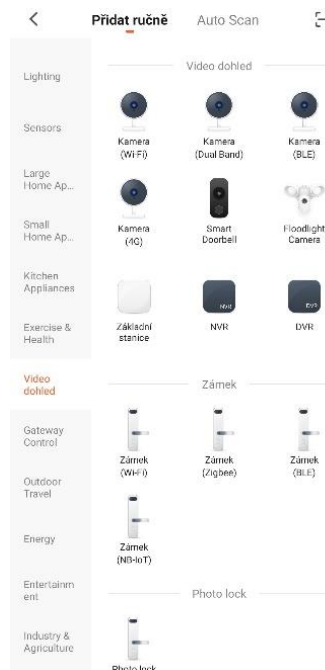 Přidat ručně
Auto Scan
Lighting
Sensors
Large
Home Ap...
Small
Home Ap...
Kitchen
Appliances
Exercise &
Health
Video
dohled
Gateway
Control
Outdoor
Travel
Energy
Entertainm
ent
Industry &
Agriculture
Video dohled
Kamera
(Wi-Fi)
Kamera
(Dual Band)
Kamera
(BLE)
Kamera
(4G)
Smart
Doorbell
Floodlight
Camera
Základní
stanice
NVR
NVR
DVR
DVR
Zámek
Zámek
(Wi-Fi)
Zámek
(Zigbee)
Zámek
(BLE)
Zámek
(NB-IoT)
Photo lock
Photo lock